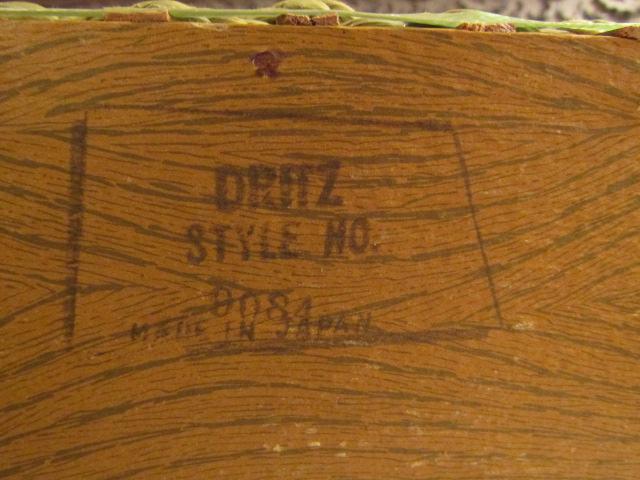 DRITZ
STYLE NO.
9084
MADE IN JAPAN